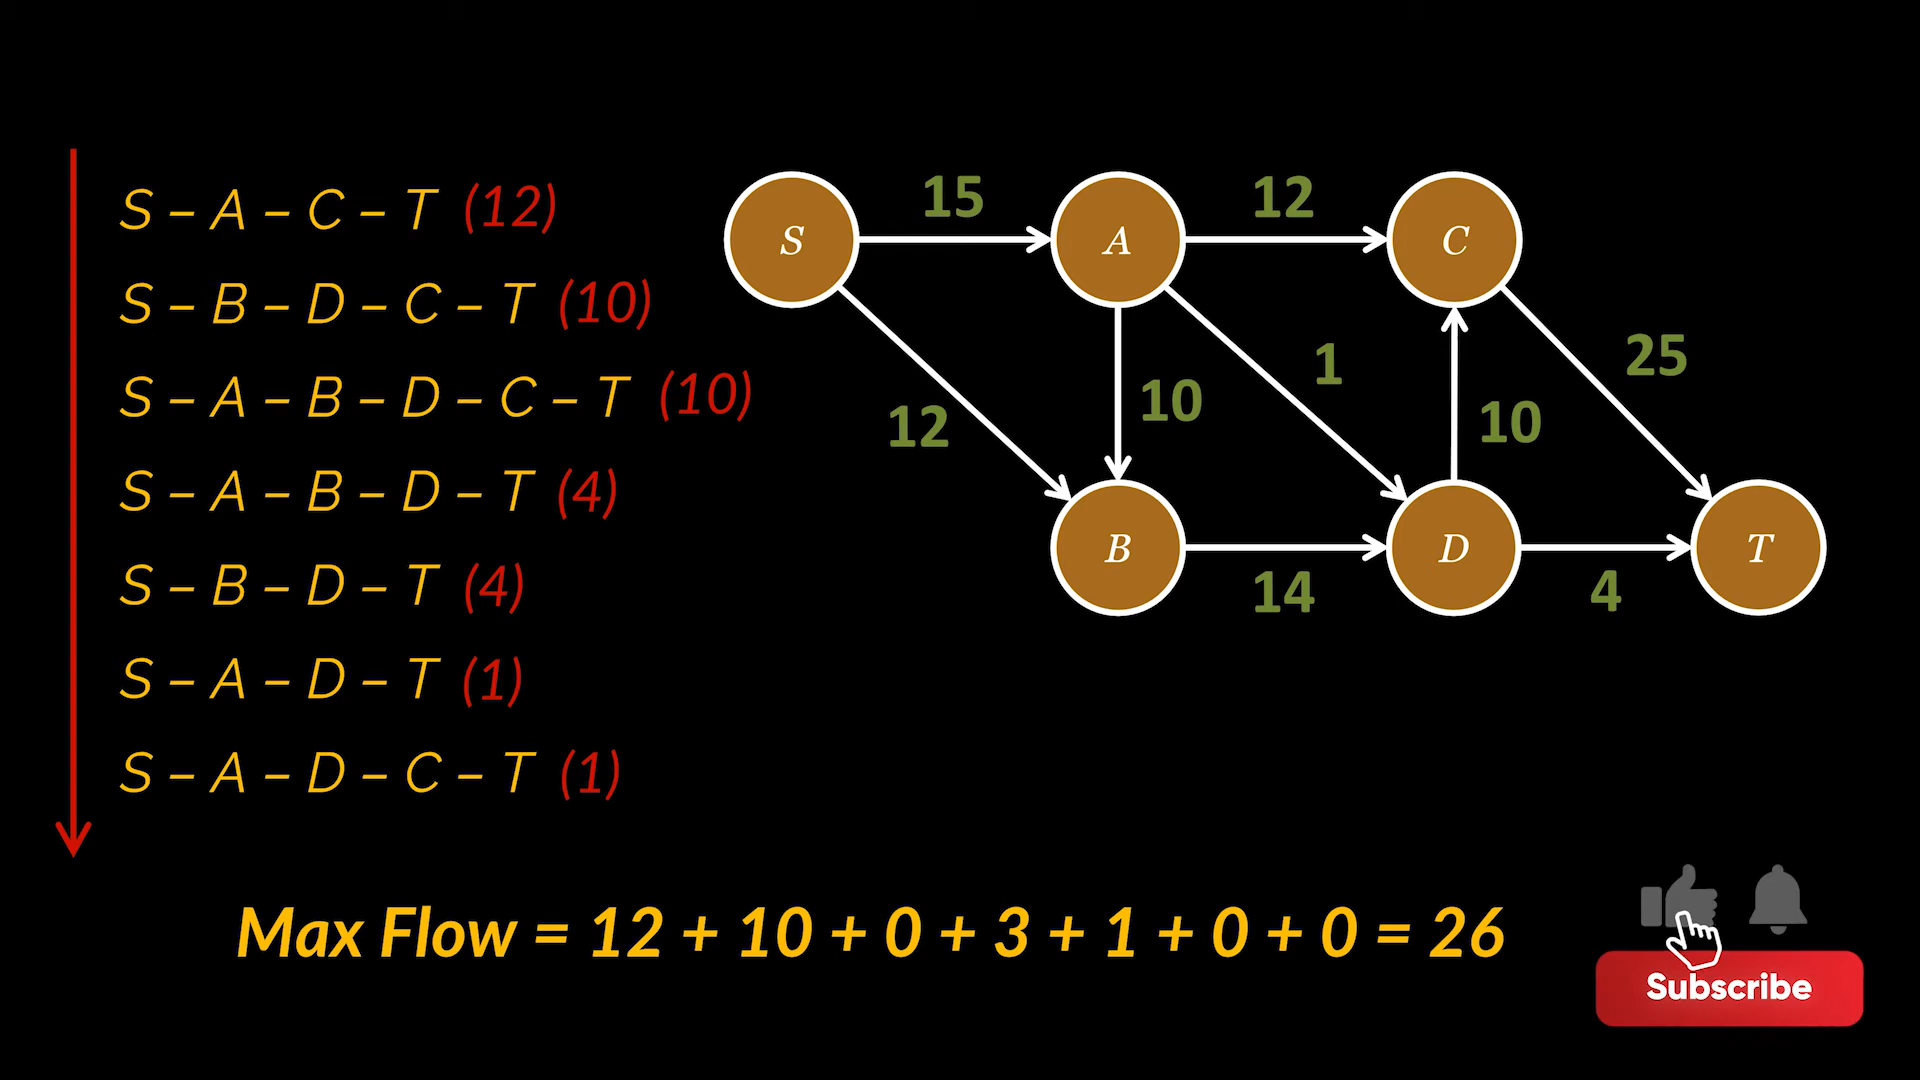 S – A – C – T (12)
S – B – D – C – T (10)
S – A – B – D – C – T (10)
S – A – B – D – T (4)
S – B – D – T (4)
S – A – D – T (1)
S – A – D – C – T (1)
15 12
S A C
12 10 1 10 25
B D T
14 4
Max Flow = 12 + 10 + 0 + 3 + 1 + 0 + 0 = 26
Subscribe